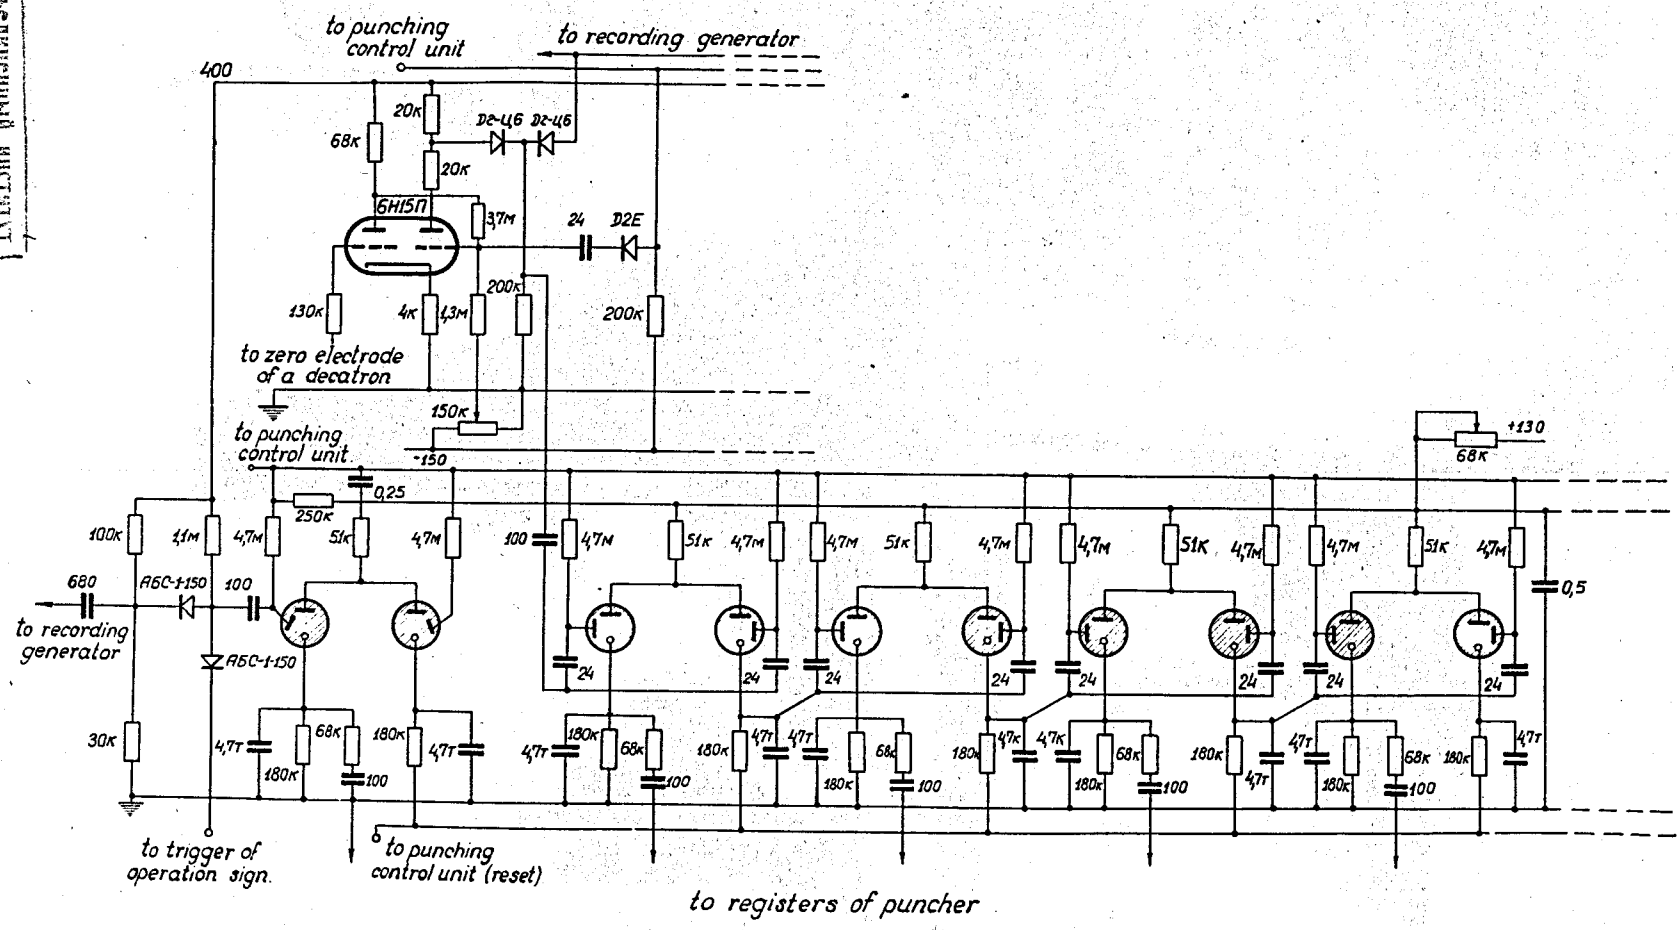 to punching
control unit
to recording generator
400
20к
Д2-Ц6 Д2-Ц6
68к
20к
6Н15П
3,7м
24
Д2Е
130к
4к
1,3м
200к
200к
to zero electrode
of a decatron
150к
-150
to punching
control unit.
+130
68к
0,25
250к
100к
1,1м
4,7м
51к
4,7м
100
4,7м
51к
4,7м
4,7м
51к
4,7м
4,7м
51к
4,7м
4,7м
51к
4,7м
680
АБС-1-150
100
0,5
to recording
generator
АБС-1-150
24
24
24
24
24
24
24
24
30к
4,7т
180к
68к
100
180к
4,7т
4,7т
180к
68к
100
180к
4,7т
4,7т
180к
68к
100
180к
4,7к
4,7к
180к
68к
100
180к
4,7т
4,7т
180к
68к
100
180к
4,7т
to trigger of
operation sign.
to punching
control unit (reset)
to registers of puncher